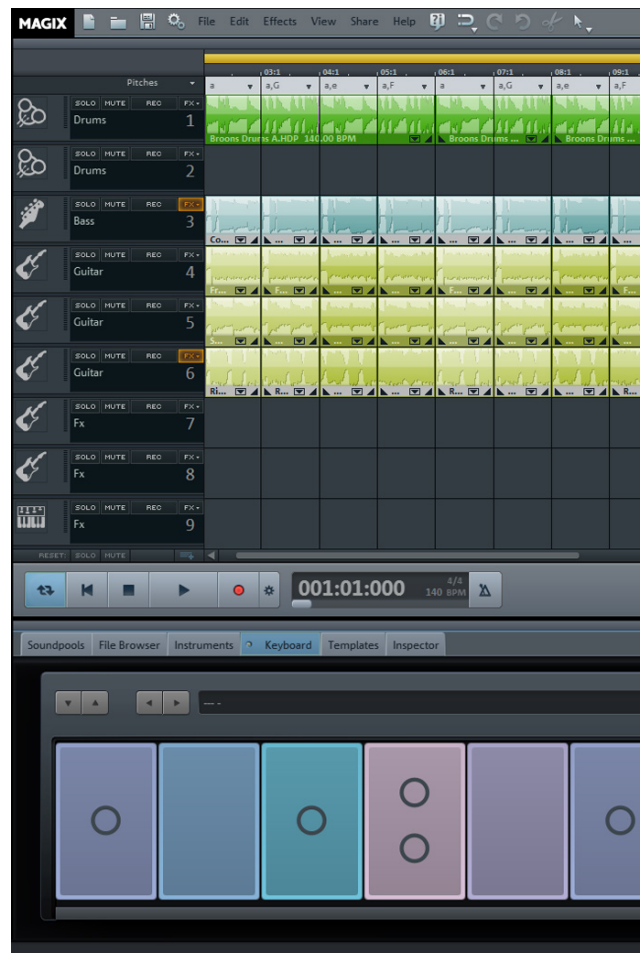 MAGIX File Edit Effects View Share Help
03:1 04:1 05:1 06:1 07:1 08:1 09:1
Pitches a a,G a,e a,F a a,G a,e a,F
SOLO MUTE REC FX
Drums 1
Broons Drums A.HDP 140.00 BPM Broons Drums ... Broons Drums ...
SOLO MUTE REC FX
Drums 2
SOLO MUTE REC FX
Bass 3
Co... ... ... ... ... ... ... ...
SOLO MUTE REC FX
Guitar 4
Fr... F... ... ... F... ... ... F...
SOLO MUTE REC FX
Guitar 5
S... ... ... ... ... ... ... ...
SOLO MUTE REC FX
Guitar 6
Ri... R... ... ... R... ... ... R...
SOLO MUTE REC FX
Fx 7
SOLO MUTE REC FX
Fx 8
SOLO MUTE REC FX
Fx 9
RESET: SOLO MUTE
001:01:000 4/4
140 BPM
Soundpools File Browser Instruments Keyboard Templates Inspector
--- -